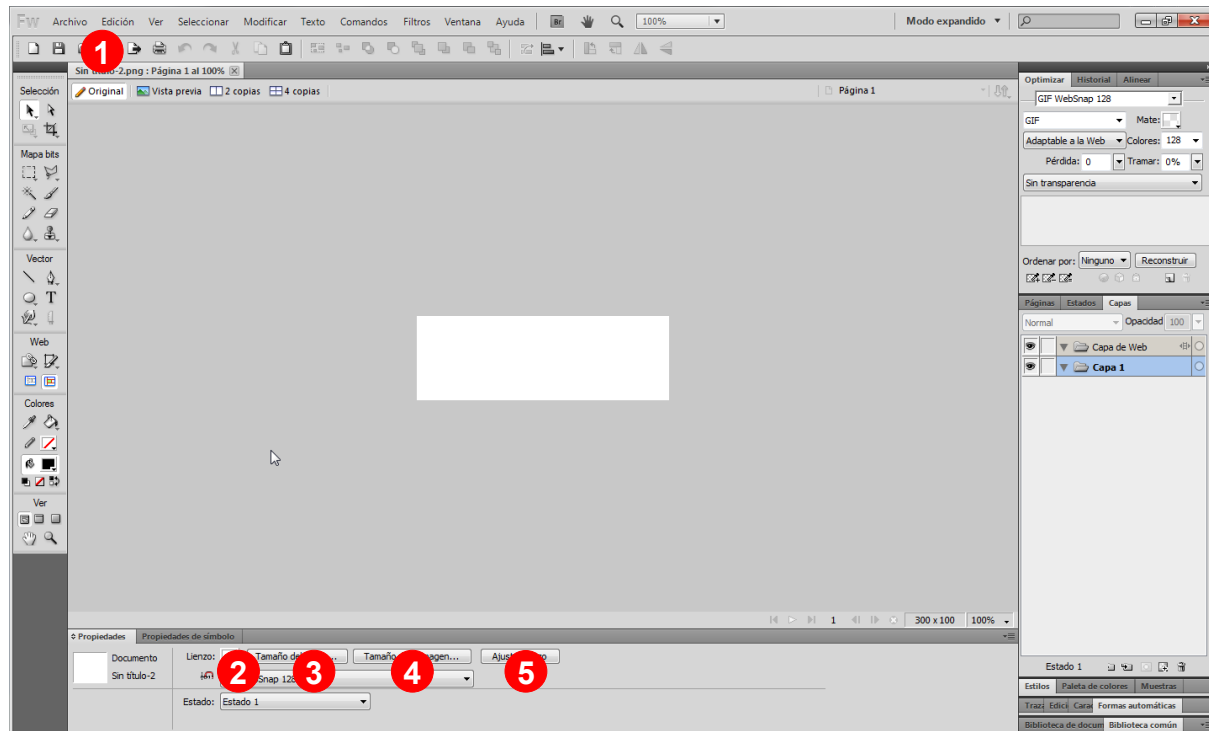 Fw Archivo Edición Ver Seleccionar Modificar Texto Comandos Filtros Ventana Ayuda Br 100% Modo expandido
1
Sin título-2.png : Página 1 al 100%
Original Vista previa 2 copias 4 copias Página 1
Selección
Mapa bits
Vector
T
Web
Colores
Ver
Optimizar Historial Alinear
GIF WebSnap 128
GIF Mate:
Adaptable a la Web Colores: 128
Pérdida: 0 Tramar: 0%
Sin transparencia
Ordenar por: Ninguno Reconstruir
Páginas Estados Capas
Normal Opacidad 100
Capa de Web
Capa 1
1 300 x 100 100%
Propiedades Propiedades de símbolo
Documento
Sin título-2
Lienzo: Tamaño del ... Tamaño ...
2 3 4 5
Snap 128
Estado: Estado 1
Estado 1
Estilos Paleta de colores Muestras
Formas automáticas
Biblioteca de docum Biblioteca común